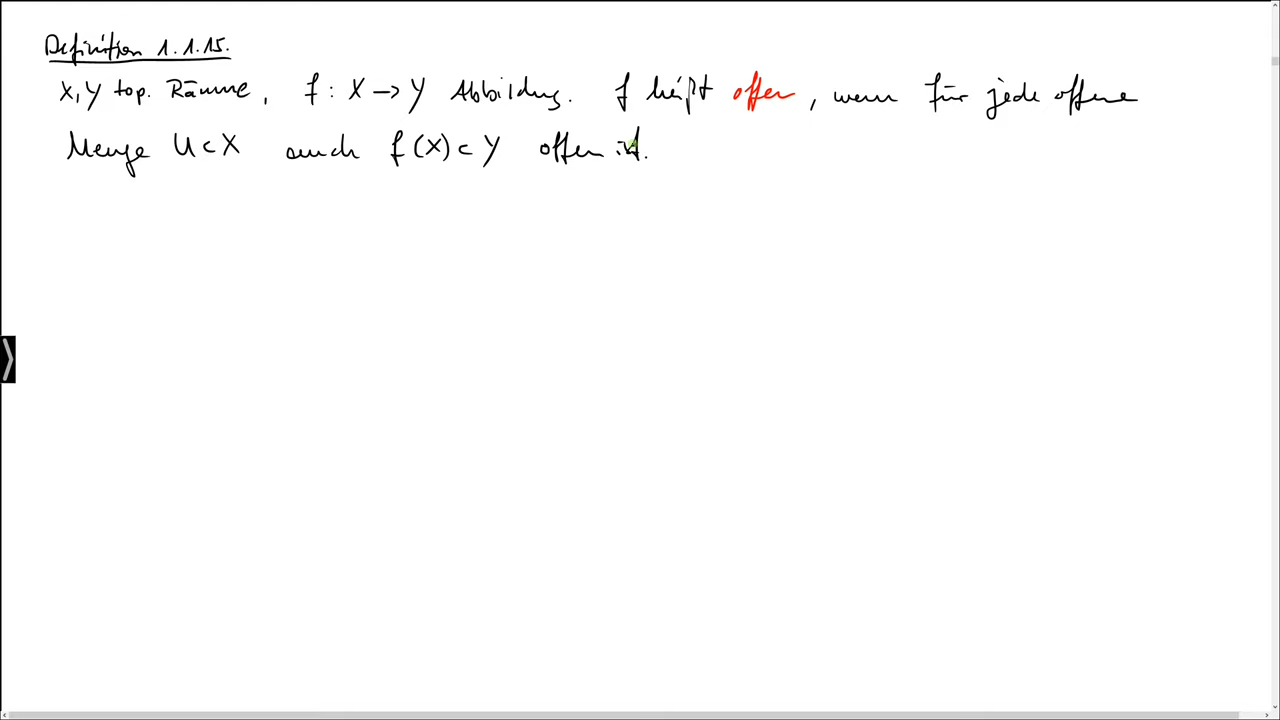 Definition 1.1.15.
X, Y top. Räume, f : X → Y Abbildung. f heißt offen, wenn für jede offene
Menge U ⊂ X auch f(X) ⊂ Y offen ist.